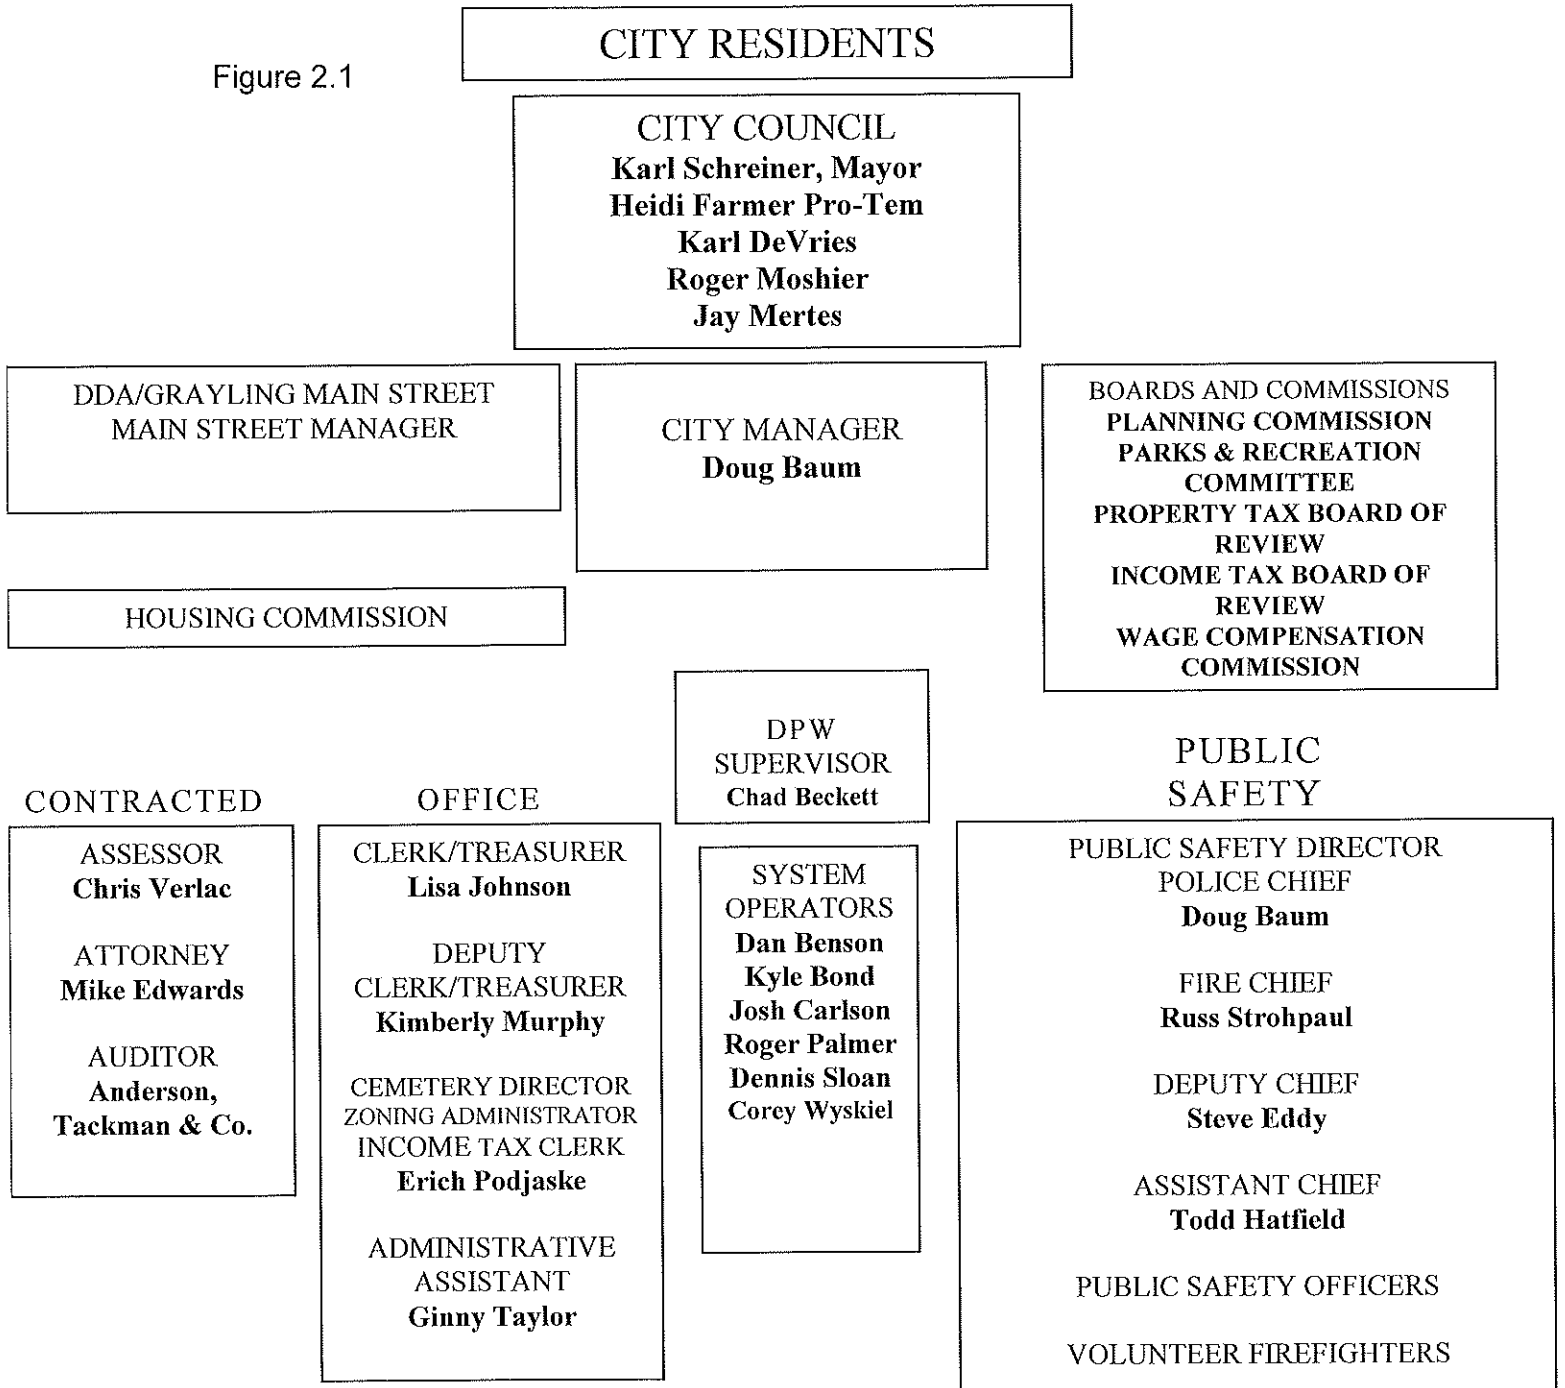 Figure 2.1
CITY RESIDENTS
CITY COUNCIL
Karl Schreiner, Mayor
Heidi Farmer Pro-Tem
Karl DeVries
Roger Moshier
Jay Mertes
DDA/GRAYLING MAIN STREET
MAIN STREET MANAGER
CITY MANAGER
Doug Baum
BOARDS AND COMMISSIONS
PLANNING COMMISSION
PARKS & RECREATION
COMMITTEE
PROPERTY TAX BOARD OF
REVIEW
INCOME TAX BOARD OF
REVIEW
WAGE COMPENSATION
COMMISSION
HOUSING COMMISSION
CONTRACTED
ASSESSOR
Chris Verlac
ATTORNEY
Mike Edwards
AUDITOR
Anderson,
Tackman & Co.
OFFICE
CLERK/TREASURER
Lisa Johnson
DEPUTY
CLERK/TREASURER
Kimberly Murphy
CEMETERY DIRECTOR
ZONING ADMINISTRATOR
INCOME TAX CLERK
Erich Podjaske
ADMINISTRATIVE
ASSISTANT
Ginny Taylor
DPW
SUPERVISOR
Chad Beckett
SYSTEM
OPERATORS
Dan Benson
Kyle Bond
Josh Carlson
Roger Palmer
Dennis Sloan
Corey Wyskiel
PUBLIC
SAFETY
PUBLIC SAFETY DIRECTOR
POLICE CHIEF
Doug Baum
FIRE CHIEF
Russ Strohpaul
DEPUTY CHIEF
Steve Eddy
ASSISTANT CHIEF
Todd Hatfield
PUBLIC SAFETY OFFICERS
VOLUNTEER FIREFIGHTERS